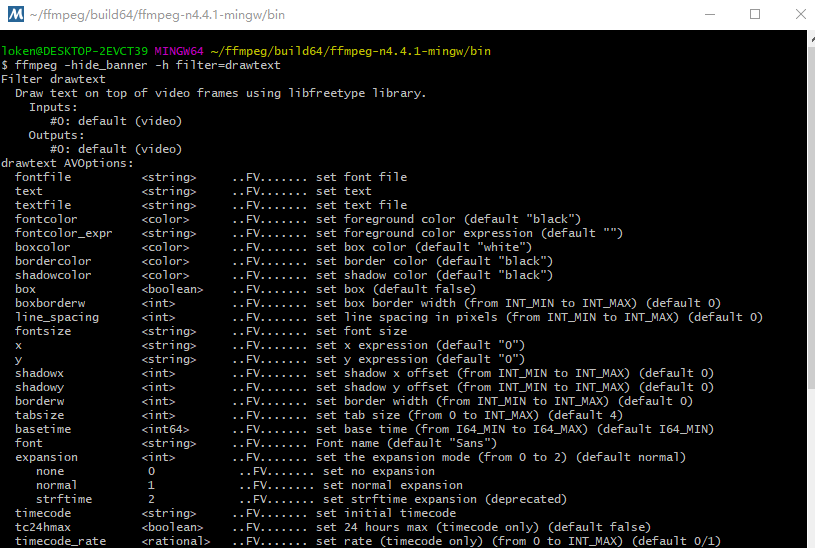 ~/ffmpeg/build64/ffmpeg-n4.4.1-mingw/bin
loken@DESKTOP-2EVCT39 MINGW64 ~/ffmpeg/build64/ffmpeg-n4.4.1-mingw/bin
$ ffmpeg -hide_banner -h filter=drawtext
Filter drawtext
  Draw text on top of video frames using libfreetype library.
    Inputs:
       #0: default (video)
    Outputs:
       #0: default (video)
drawtext AVOptions:
  fontfile          <string>     ..FV....... set font file
  text              <string>     ..FV....... set text
  textfile          <string>     ..FV....... set text file
  fontcolor         <color>      ..FV....... set foreground color (default "black")
  fontcolor_expr    <string>     ..FV....... set foreground color expression (default "")
  boxcolor          <color>      ..FV....... set box color (default "white")
  bordercolor       <color>      ..FV....... set border color (default "black")
  shadowcolor       <color>      ..FV....... set shadow color (default "black")
  box               <boolean>    ..FV....... set box (default false)
  boxborderw        <int>        ..FV....... set box border width (from INT_MIN to INT_MAX) (default 0)
  line_spacing      <int>        ..FV....... set line spacing in pixels (from INT_MIN to INT_MAX) (default 0)
  fontsize          <string>     ..FV....... set font size
  x                 <string>     ..FV....... set x expression (default "0")
  y                 <string>     ..FV....... set y expression (default "0")
  shadowx           <int>        ..FV....... set shadow x offset (from INT_MIN to INT_MAX) (default 0)
  shadowy           <int>        ..FV....... set shadow y offset (from INT_MIN to INT_MAX) (default 0)
  borderw           <int>        ..FV....... set border width (from INT_MIN to INT_MAX) (default 0)
  tabsize           <int>        ..FV....... set tab size (from 0 to INT_MAX) (default 4)
  basetime          <int64>      ..FV....... set base time (from I64_MIN to I64_MAX) (default I64_MIN)
  font              <string>     ..FV....... Font name (default "Sans")
  expansion         <int>        ..FV....... set the expansion mode (from 0 to 2) (default normal)
     none            0            ..FV....... set no expansion
     normal          1            ..FV....... set normal expansion
     strftime        2            ..FV....... set strftime expansion (deprecated)
  timecode          <string>     ..FV....... set initial timecode
  tc24hmax          <boolean>    ..FV....... set 24 hours max (timecode only) (default false)
  timecode_rate     <rational>   ..FV....... set rate (timecode only) (from 0 to INT_MAX) (default 0/1)